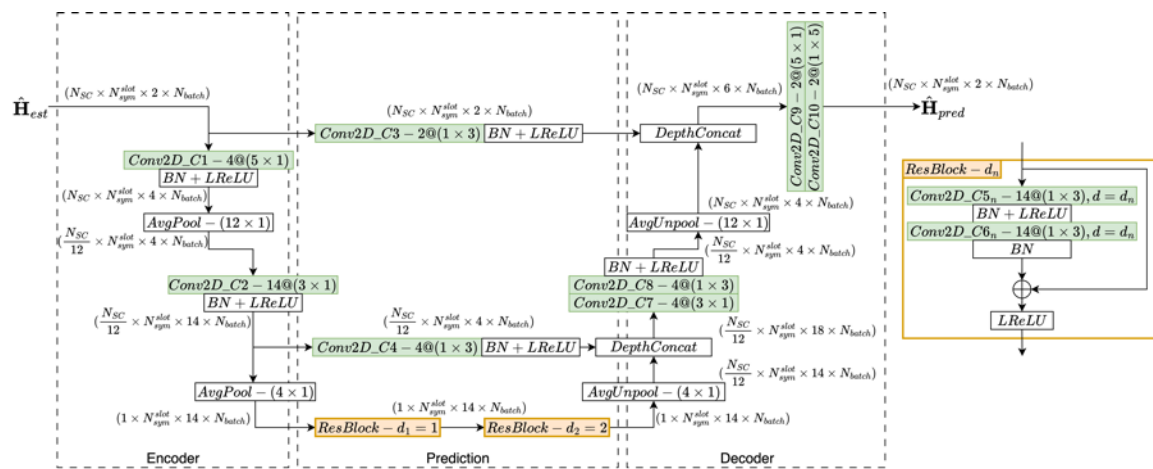 Ĥ_est
(N_SC × N_sym^slot × 2 × N_batch)
Conv2D_C1 – 4@(5 × 1)
BN + LReLU
(N_SC × N_sym^slot × 4 × N_batch)
AvgPool – (12 × 1)
(N_SC/12 × N_sym^slot × 4 × N_batch)
Conv2D_C2 – 14@(3 × 1)
BN + LReLU
(N_SC/12 × N_sym^slot × 14 × N_batch)
AvgPool – (4 × 1)
(1 × N_sym^slot × 14 × N_batch)
Encoder
(N_SC × N_sym^slot × 2 × N_batch)
Conv2D_C3 – 2@(1 × 3) BN + LReLU
(N_SC/12 × N_sym^slot × 4 × N_batch)
Conv2D_C4 – 4@(1 × 3) BN + LReLU
(1 × N_sym^slot × 14 × N_batch)
ResBlock – d_1 = 1
ResBlock – d_2 = 2
Prediction
(N_SC × N_sym^slot × 6 × N_batch)
Conv2D_C9 – 2@(5 × 1)
Conv2D_C10 – 2@(1 × 5)
DepthConcat
(N_SC × N_sym^slot × 4 × N_batch)
AvgUnpool – (12 × 1)
(N_SC/12 × N_sym^slot × 4 × N_batch)
BN + LReLU
Conv2D_C8 – 4@(1 × 3)
Conv2D_C7 – 4@(3 × 1)
(N_SC/12 × N_sym^slot × 18 × N_batch)
DepthConcat
(N_SC/12 × N_sym^slot × 14 × N_batch)
AvgUnpool – (4 × 1)
(1 × N_sym^slot × 14 × N_batch)
Decoder
(N_SC × N_sym^slot × 2 × N_batch)
Ĥ_pred
ResBlock – d_n
Conv2D_C5_n – 14@(1 × 3), d = d_n
BN + LReLU
Conv2D_C6_n – 14@(1 × 3), d = d_n
BN
LReLU